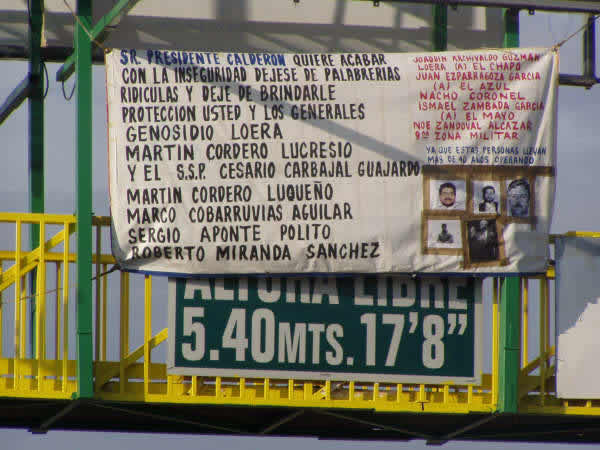 SR. PRESIDENTE CALDERON QUIERE ACABAR
CON LA INSEGURIDAD DEJESE DE PALABRERIAS
RIDICULAS Y DEJE DE BRINDARLE
PROTECCION USTED Y LOS GENERALES
GENOSIDIO LOERA
MARTIN CORDERO LUCRESIO
Y EL S.S.P. CESARIO CARBAJAL GUAJARDO
MARTIN CORDERO LUQUEÑO
MARCO COBARRUVIAS AGUILAR
SERGIO APONTE POLITO
ROBERTO MIRANDA SANCHEZ
JOAQUIN ARCHIVALDO GUZMAN
LOERA (A) EL CHAPO
JUAN EZPARRAGOZA GARCIA
(A) EL AZUL
NACHO CORONEL
ISMAEL ZAMBADA GARCIA
(A) EL MAYO
NOE ZANDOVAL ALCAZAR
9ª ZONA MILITAR
YA QUE ESTAS PERSONAS LLEVAN
MAS DE 40 AÑOS OPERANDO
ALTURA LIBRE
5.40MTS. 17'8"